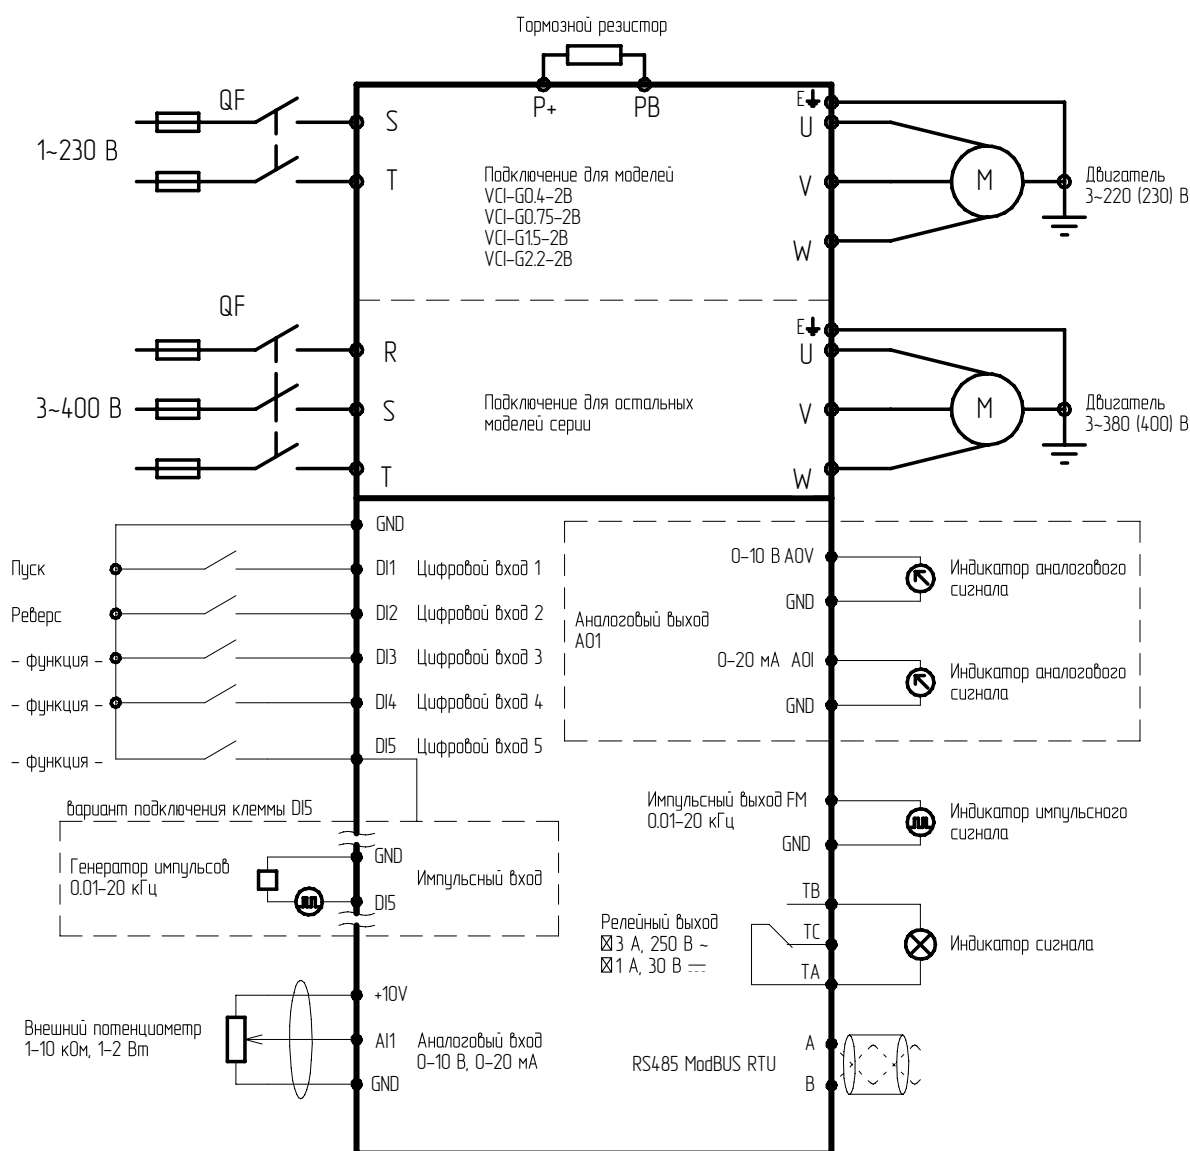 Тормозной резистор
P+
PB
QF
1~230 В
S
T
Подключение для моделей
VCI-G0.4-2B
VCI-G0.75-2B
VCI-G1.5-2B
VCI-G2.2-2B
E
U
V
W
M
Двигатель
3~220 (230) В
QF
3~400 В
R
S
T
Подключение для остальных
моделей серии
E
U
V
W
M
Двигатель
3~380 (400) В
GND
Пуск
DI1 Цифровой вход 1
Реверс
DI2 Цифровой вход 2
- функция -
DI3 Цифровой вход 3
- функция -
DI4 Цифровой вход 4
- функция -
DI5 Цифровой вход 5
Аналоговый выход
AO1
0-10 В AOV
GND
Индикатор аналогового
сигнала
0-20 мА AOI
GND
Индикатор аналогового
сигнала
вариант подключения клеммы DI5
Генератор импульсов
0.01-20 кГц
GND
Импульсный вход
DI5
Импульсный выход FM
0.01-20 кГц
GND
Индикатор импульсного
сигнала
Релейный выход
3 А, 250 В ~
1 А, 30 В
TB
TC
TA
Индикатор сигнала
Внешний потенциометр
1-10 кОм, 1-2 Вт
+10V
AI1
GND
Аналоговый вход
0-10 В, 0-20 мА
RS485 ModBUS RTU
A
B